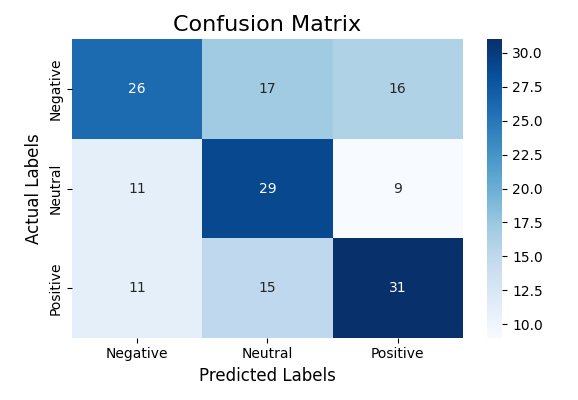 Confusion Matrix
Actual Labels
Negative
26 17 16
Neutral
11 29 9
Positive
11 15 31
Negative Neutral Positive
Predicted Labels
30.0
27.5
25.0
22.5
20.0
17.5
15.0
12.5
10.0